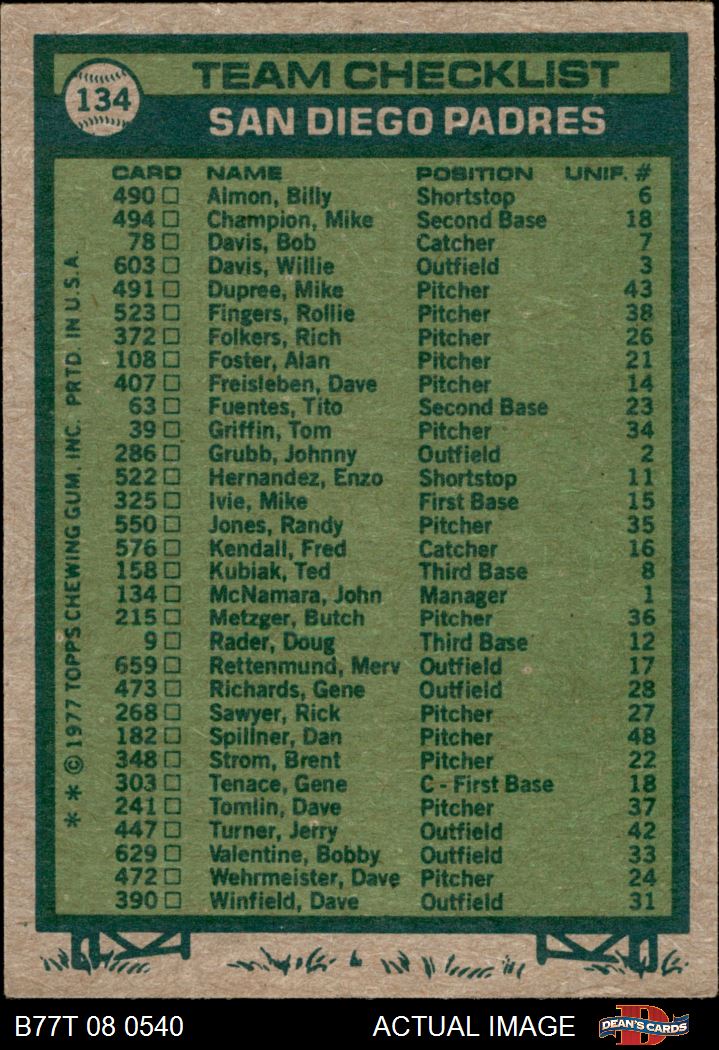 134
TEAM CHECKLIST
SAN DIEGO PADRES
CARD NAME POSITION UNIF. #
490 Almon, Billy Shortstop 6
494 Champion, Mike Second Base 18
78 Davis, Bob Catcher 7
603 Davis, Willie Outfield 3
491 Dupree, Mike Pitcher 43
523 Fingers, Rollie Pitcher 38
372 Folkers, Rich Pitcher 26
108 Foster, Alan Pitcher 21
407 Freisleben, Dave Pitcher 14
63 Fuentes, Tito Second Base 23
39 Griffin, Tom Pitcher 34
286 Grubb, Johnny Outfield 2
522 Hernandez, Enzo Shortstop 11
325 Ivie, Mike First Base 15
550 Jones, Randy Pitcher 35
576 Kendall, Fred Catcher 16
158 Kubiak, Ted Third Base 8
134 McNamara, John Manager 1
215 Metzger, Butch Pitcher 36
9 Rader, Doug Third Base 12
659 Rettenmund, Merv Outfield 17
473 Richards, Gene Outfield 28
268 Sawyer, Rick Pitcher 27
182 Spillner, Dan Pitcher 48
348 Strom, Brent Pitcher 22
303 Tenace, Gene C - First Base 18
241 Tomlin, Dave Pitcher 37
447 Turner, Jerry Outfield 42
629 Valentine, Bobby Outfield 33
472 Wehrmeister, Dave Pitcher 24
390 Winfield, Dave Outfield 31
* * © 1977 TOPPS CHEWING GUM, INC. PRTD. IN U.S.A.
B77T 08 0540 ACTUAL IMAGE
D
DEAN'S CARDS